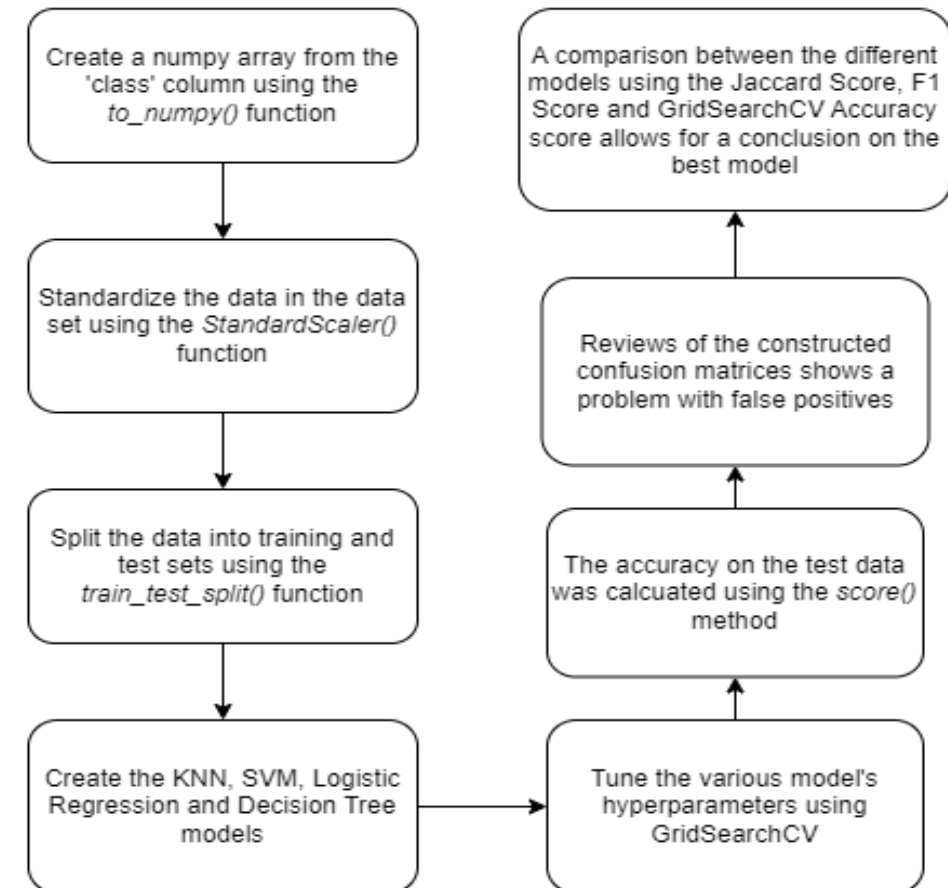 Create a numpy array from the
'class' column using the
to_numpy() function
Standardize the data in the data
set using the StandardScaler()
function
Split the data into training and
test sets using the
train_test_split() function
Create the KNN, SVM, Logistic
Regression and Decision Tree
models
Tune the various model's
hyperparameters using
GridSearchCV
The accuracy on the test data
was calcuated using the score()
method
Reviews of the constructed
confusion matrices shows a
problem with false positives
A comparison between the different
models using the Jaccard Score, F1
Score and GridSearchCV Accuracy
score allows for a conclusion on the
best model